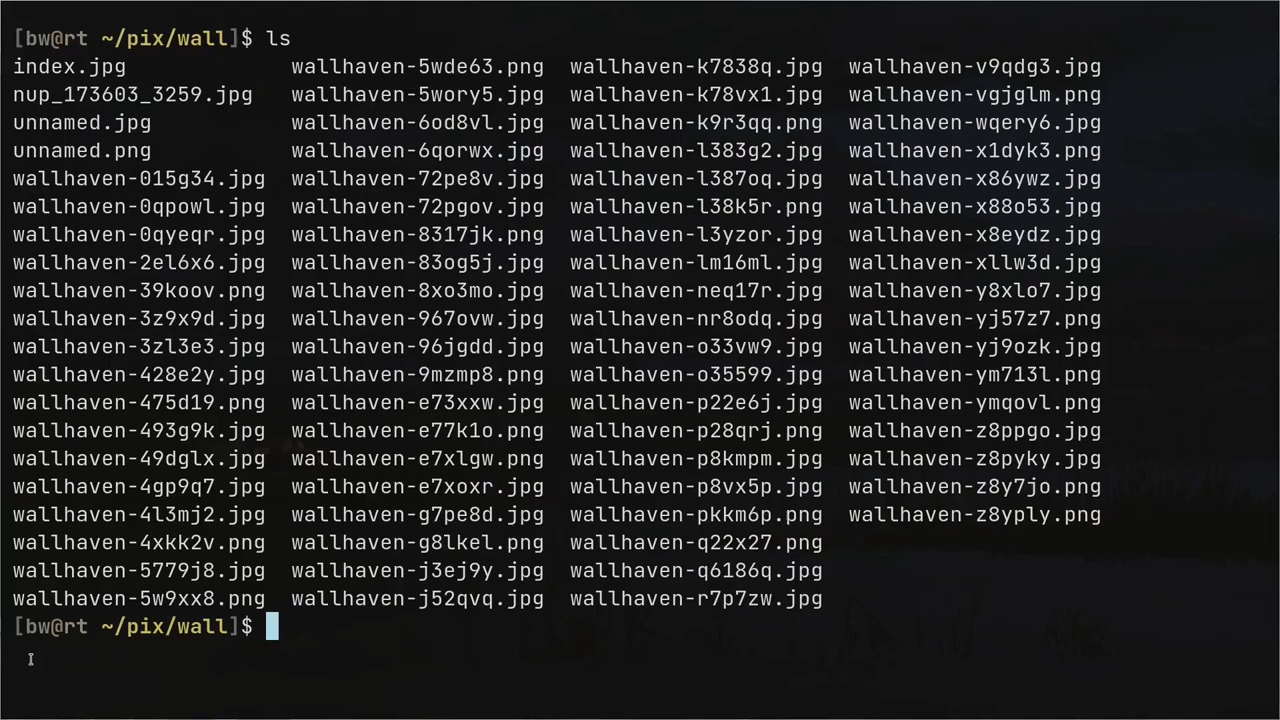 [bw@rt ~/pix/wall]$ ls
index.jpg wallhaven-5wde63.png wallhaven-k7838q.jpg wallhaven-v9qdg3.jpg
nup_173603_3259.jpg wallhaven-5wory5.jpg wallhaven-k78vx1.jpg wallhaven-vgjglm.png
unnamed.jpg wallhaven-6od8vl.jpg wallhaven-k9r3qq.png wallhaven-wqery6.jpg
unnamed.png wallhaven-6qorwx.jpg wallhaven-l383g2.jpg wallhaven-x1dyk3.png
wallhaven-015g34.jpg wallhaven-72pe8v.jpg wallhaven-l387oq.jpg wallhaven-x86ywz.jpg
wallhaven-0qpowl.jpg wallhaven-72pgov.jpg wallhaven-l38k5r.png wallhaven-x88o53.jpg
wallhaven-0qyeqr.jpg wallhaven-8317jk.png wallhaven-l3yzor.jpg wallhaven-x8eydz.jpg
wallhaven-2el6x6.jpg wallhaven-83og5j.jpg wallhaven-lm16ml.jpg wallhaven-xllw3d.jpg
wallhaven-39koov.png wallhaven-8xo3mo.jpg wallhaven-neq17r.jpg wallhaven-y8xlo7.jpg
wallhaven-3z9x9d.jpg wallhaven-967ovw.jpg wallhaven-nr8odq.jpg wallhaven-yj57z7.png
wallhaven-3zl3e3.jpg wallhaven-96jgdd.jpg wallhaven-o33vw9.jpg wallhaven-yj9ozk.png
wallhaven-428e2y.jpg wallhaven-9mzmp8.png wallhaven-o35599.jpg wallhaven-ym713l.png
wallhaven-475d19.png wallhaven-e73xxw.jpg wallhaven-p22e6j.jpg wallhaven-ymqovl.png
wallhaven-493g9k.jpg wallhaven-e77k1o.png wallhaven-p28qrj.png wallhaven-z8ppgo.jpg
wallhaven-49dglx.jpg wallhaven-e7xlgw.png wallhaven-p8kmpm.jpg wallhaven-z8pyky.jpg
wallhaven-4gp9q7.jpg wallhaven-e7xoxr.jpg wallhaven-p8vx5p.jpg wallhaven-z8y7jo.png
wallhaven-4l3mj2.jpg wallhaven-g7pe8d.jpg wallhaven-pkkm6p.png wallhaven-z8yply.png
wallhaven-4xkk2v.png wallhaven-g8lkel.png wallhaven-q22x27.png
wallhaven-5779j8.jpg wallhaven-j3ej9y.jpg wallhaven-q6186q.jpg
wallhaven-5w9xx8.png wallhaven-j52qvq.jpg wallhaven-r7p7zw.jpg
[bw@rt ~/pix/wall]$